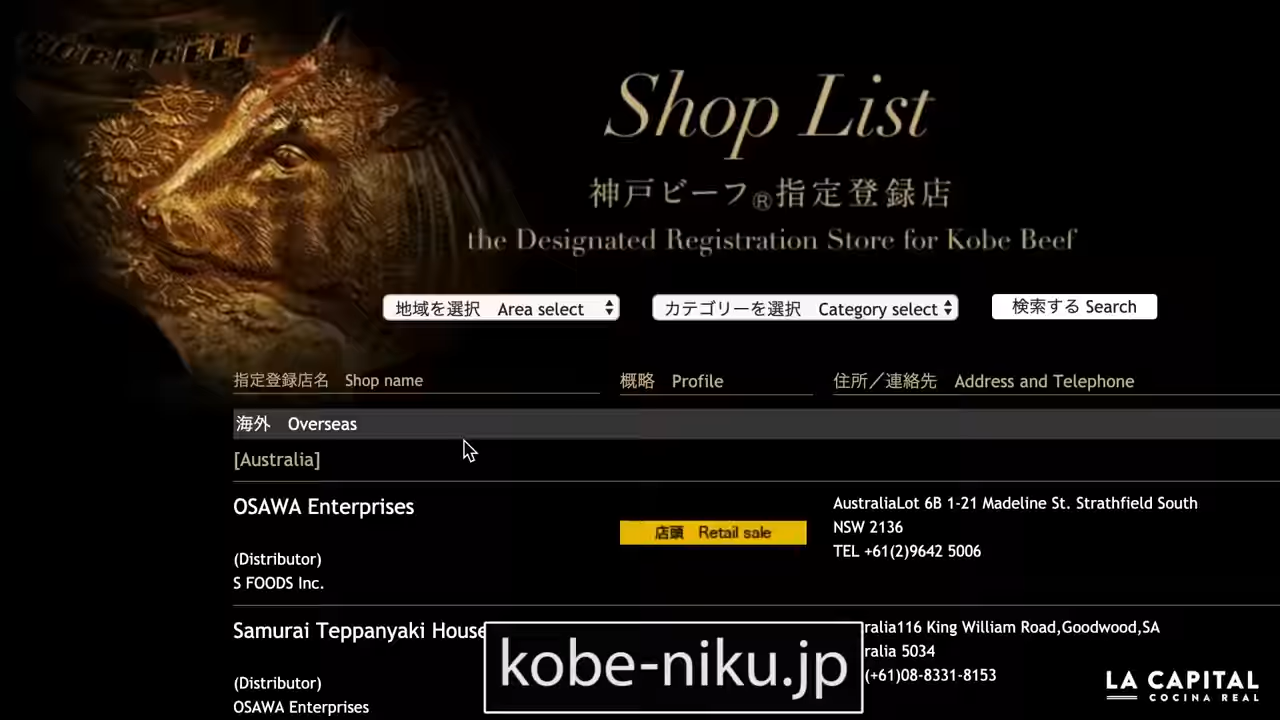 KOBE BEEF
Shop List
神戸ビーフ®指定登録店
the Designated Registration Store for Kobe Beef
地域を選択 Area select
カテゴリーを選択 Category select
検索する Search
指定登録店名 Shop name
概略 Profile
住所／連絡先 Address and Telephone
海外 Overseas
[Australia]
OSAWA Enterprises
(Distributor)
S FOODS Inc.
店頭 Retail sale
AustraliaLot 6B 1-21 Madeline St. Strathfield South
NSW 2136
TEL +61(2)9642 5006
Samurai Teppanyaki House
(Distributor)
OSAWA Enterprises
ralia116 King William Road,Goodwood,SA
ralia 5034
(+61)08-8331-8153
kobe-niku.jp
LA CAPITAL
COCINA REAL